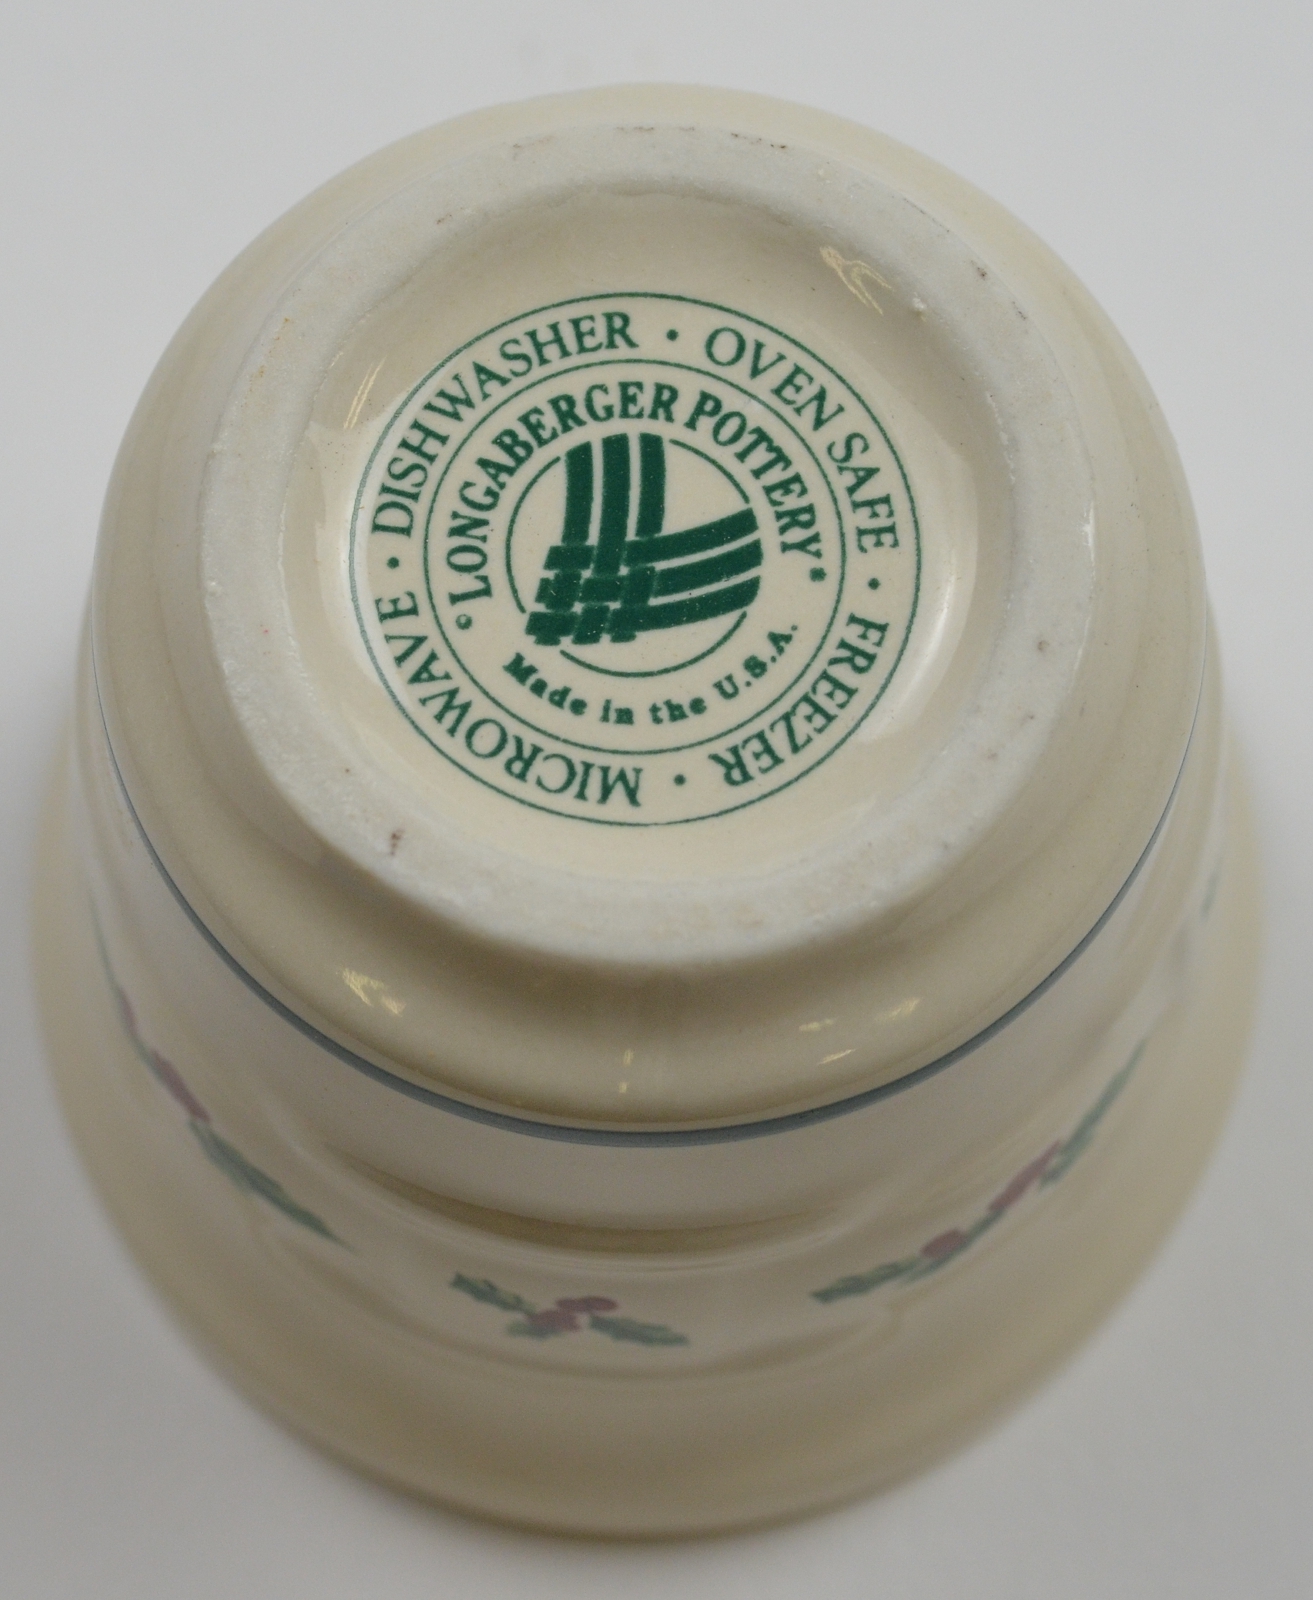 MICROWAVE · DISHWASHER · OVEN SAFE · FREEZER ·
© LONGABERGER POTTERY®
Made in the U.S.A.